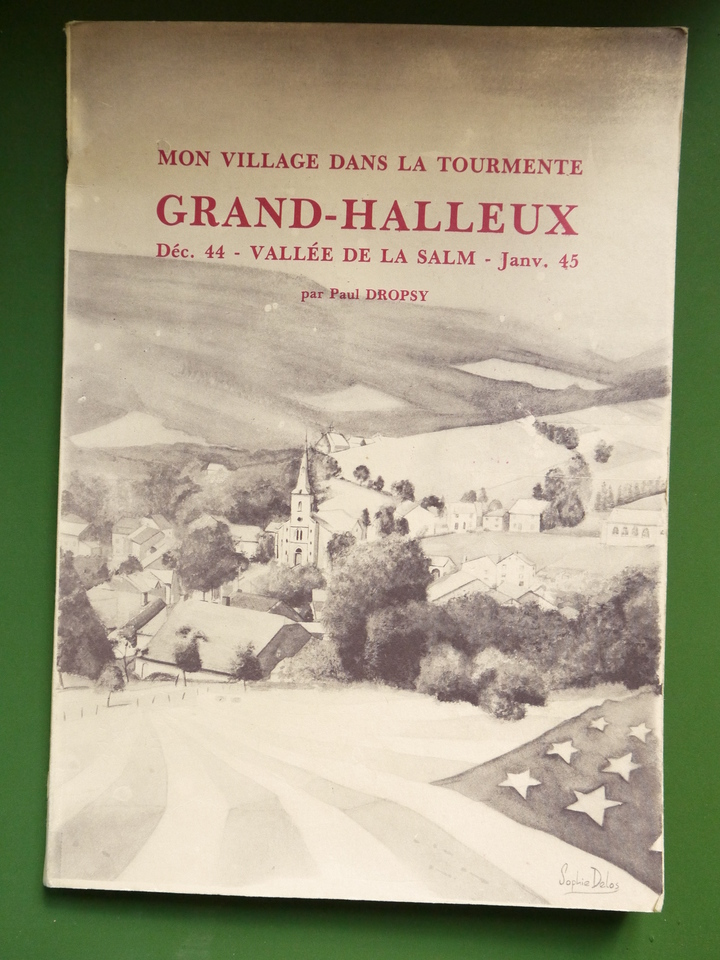 MON VILLAGE DANS LA TOURMENTE
GRAND-HALLEUX
Déc. 44 - VALLÉE DE LA SALM - Janv. 45
par Paul DROPSY
Sophie Delos